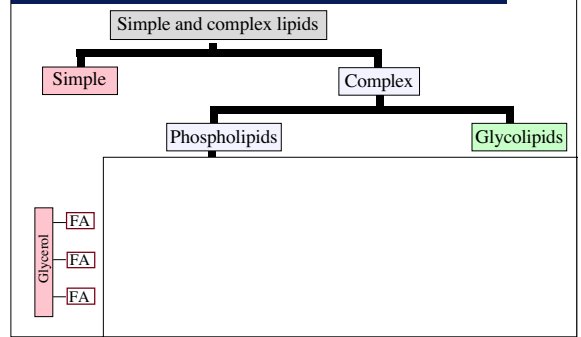 Simple and complex lipids
Simple
Complex
Phospholipids
Glycolipids
Glycerol
FA
FA
FA